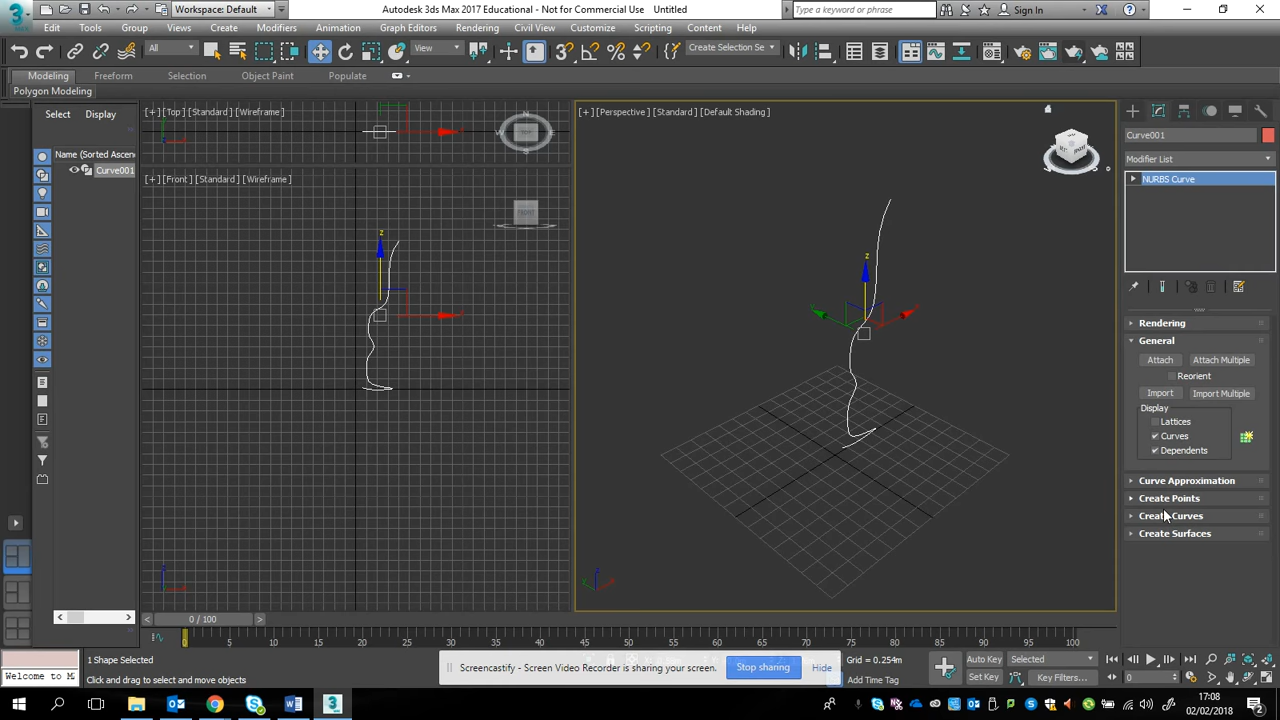 Workspace: Default
Autodesk 3ds Max 2017 Educational - Not for Commercial Use Untitled
Type a keyword or phrase
Sign In
Edit Tools Group Views Create Modifiers Animation Graph Editors Rendering Civil View Customize Scripting Content Help
All
View
Create Selection Se
Modeling Freeform Selection Object Paint Populate
Polygon Modeling
Select Display
Name (Sorted Ascen
Curve001
[+] [Top] [Standard] [Wireframe]
[+] [Front] [Standard] [Wireframe]
[+] [Perspective] [Standard] [Default Shading]
FRONT
z
z
Curve001
Modifier List
NURBS Curve
Rendering
General
Attach Attach Multiple
Reorient
Import Import Multiple
Display
Lattices
Curves
Dependents
Curve Approximation
Create Points
Create Curves
Create Surfaces
0 / 100
0 5 10 15 20 25 30 35 40 45 50 55 60 65 70 75 80 85 90 95 100
1 Shape Selected
Welcome to M
Click and drag to select and move objects
Screencastify - Screen Video Recorder is sharing your screen.
Stop sharing
Hide
Grid = 0.254m
Add Time Tag
Auto Key
Selected
Set Key
Key Filters...
0
17:08
02/02/2018